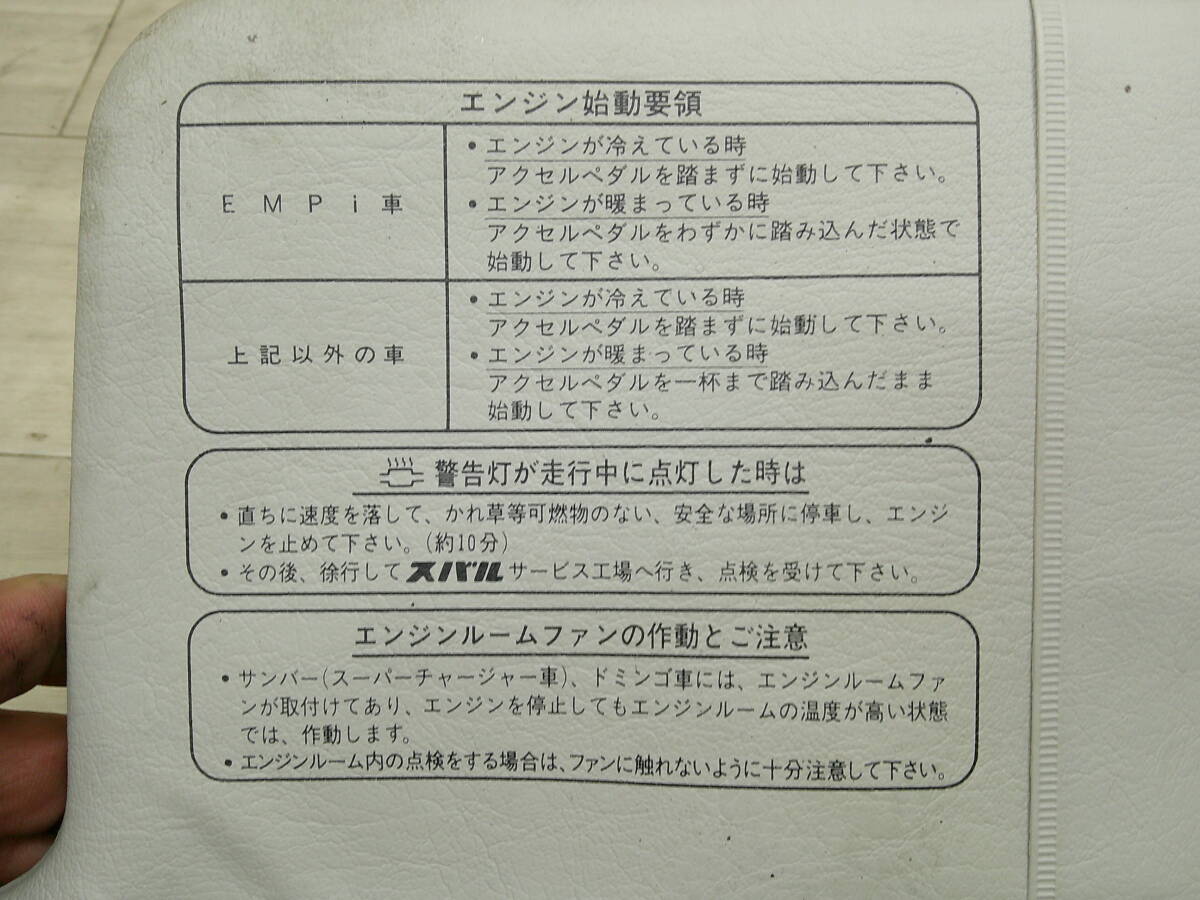 エンジン始動要領
EMPi車
・エンジンが冷えている時
アクセルペダルを踏まずに始動して下さい。
・エンジンが暖まっている時
アクセルペダルをわずかに踏み込んだ状態で
始動して下さい。
上記以外の車
・エンジンが冷えている時
アクセルペダルを踏まずに始動して下さい。
・エンジンが暖まっている時
アクセルペダルを一杯まで踏み込んだまま
始動して下さい。
警告灯が走行中に点灯した時は
・直ちに速度を落して、かれ草等可燃物のない、安全な場所に停車し、エンジ
ンを止めて下さい。(約10分)
・その後、徐行してスバルサービス工場へ行き、点検を受けて下さい。
エンジンルームファンの作動とご注意
・サンバー(スーパーチャージャー車)、ドミンゴ車には、エンジンルームファ
ンが取付けてあり、エンジンを停止してもエンジンルームの温度が高い状態
では、作動します。
・エンジンルーム内の点検をする場合は、ファンに触れないように十分注意して下さい。